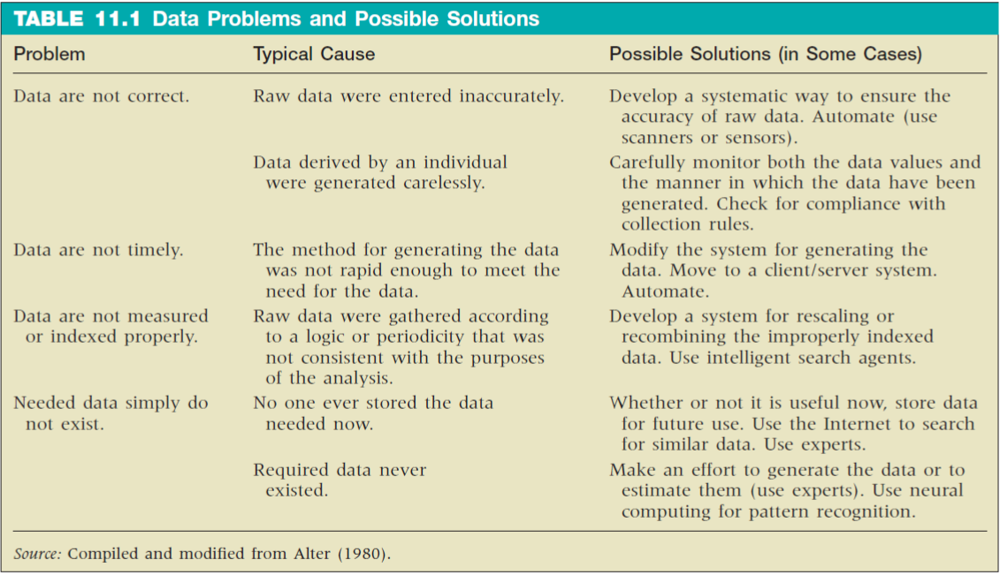 TABLE 11.1 Data Problems and Possible Solutions
Problem Typical Cause Possible Solutions (in Some Cases)
Data are not correct. Raw data were entered inaccurately. Develop a systematic way to ensure the
accuracy of raw data. Automate (use
scanners or sensors).
Data derived by an individual Carefully monitor both the data values and
were generated carelessly. the manner in which the data have been
generated. Check for compliance with
collection rules.
Data are not timely. The method for generating the data Modify the system for generating the
was not rapid enough to meet the data. Move to a client/server system.
need for the data. Automate.
Data are not measured Raw data were gathered according Develop a system for rescaling or
or indexed properly. to a logic or periodicity that was recombining the improperly indexed
not consistent with the purposes data. Use intelligent search agents.
of the analysis.
Needed data simply do No one ever stored the data Whether or not it is useful now, store data
not exist. needed now. for future use. Use the Internet to search
for similar data. Use experts.
Required data never Make an effort to generate the data or to
existed. estimate them (use experts). Use neural
computing for pattern recognition.
Source: Compiled and modified from Alter (1980).